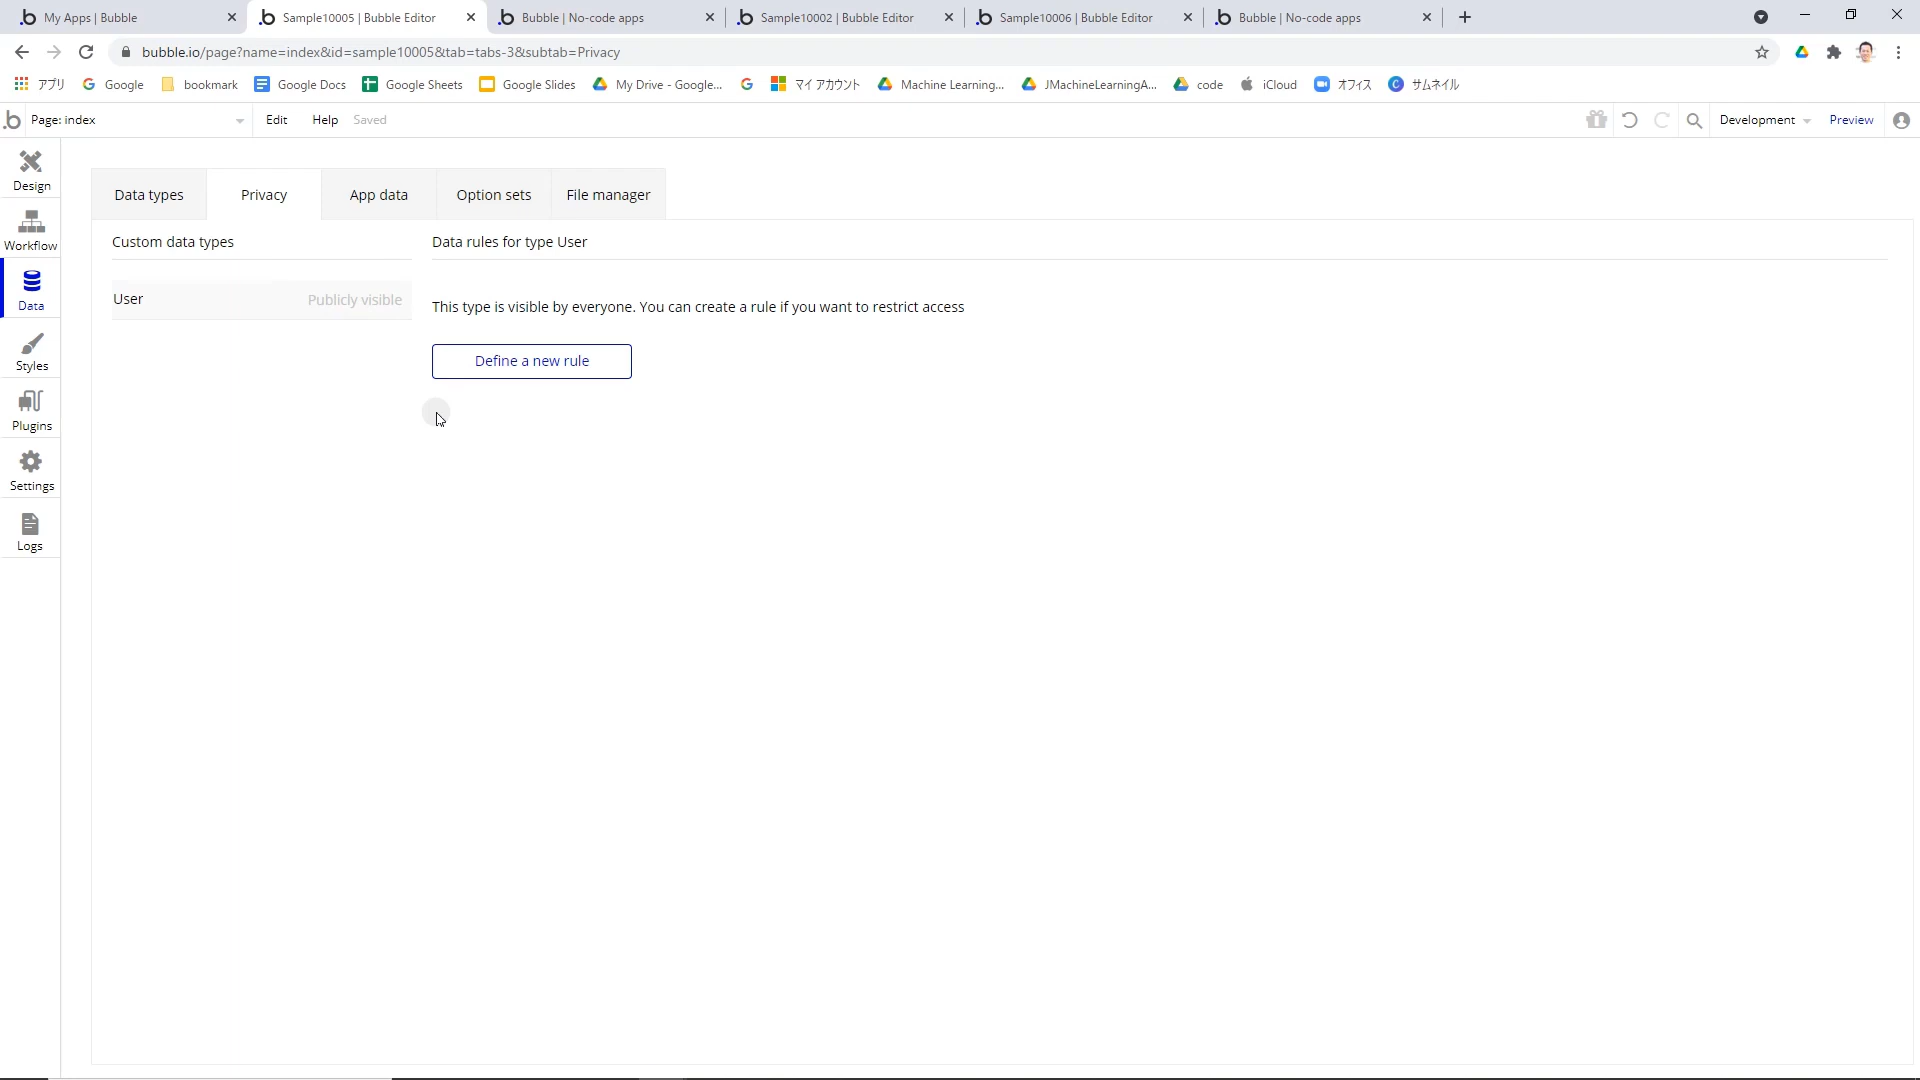 My Apps | Bubble
Sample10005 | Bubble Editor
Bubble | No-code apps
Sample10002 | Bubble Editor
Sample10006 | Bubble Editor
Bubble | No-code apps
bubble.io/page?name=index&id=sample10005&tab=tabs-3&subtab=Privacy
アプリ
Google
bookmark
Google Docs
Google Sheets
Google Slides
My Drive - Google...
マイ アカウント
Machine Learning...
JMachineLearningA...
code
iCloud
オフィス
サムネイル
Page: index
Edit
Help
Saved
Development
Preview
Design
Workflow
Data
Styles
Plugins
Settings
Logs
Data types
Privacy
App data
Option sets
File manager
Custom data types
User
Publicly visible
Data rules for type User
This type is visible by everyone. You can create a rule if you want to restrict access
Define a new rule